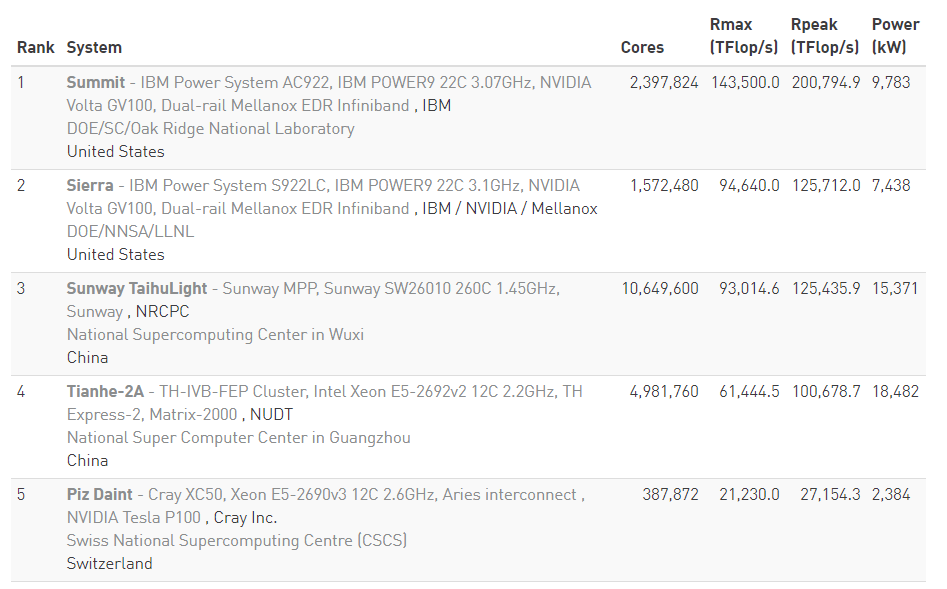 Rank System Cores Rmax (TFlop/s) Rpeak (TFlop/s) Power (kW)
1 Summit - IBM Power System AC922, IBM POWER9 22C 3.07GHz, NVIDIA 2,397,824 143,500.0 200,794.9 9,783
Volta GV100, Dual-rail Mellanox EDR Infiniband , IBM
DOE/SC/Oak Ridge National Laboratory
United States
2 Sierra - IBM Power System S922LC, IBM POWER9 22C 3.1GHz, NVIDIA 1,572,480 94,640.0 125,712.0 7,438
Volta GV100, Dual-rail Mellanox EDR Infiniband , IBM / NVIDIA / Mellanox
DOE/NNSA/LLNL
United States
3 Sunway TaihuLight - Sunway MPP, Sunway SW26010 260C 1.45GHz, 10,649,600 93,014.6 125,435.9 15,371
Sunway , NRCPC
National Supercomputing Center in Wuxi
China
4 Tianhe-2A - TH-IVB-FEP Cluster, Intel Xeon E5-2692v2 12C 2.2GHz, TH 4,981,760 61,444.5 100,678.7 18,482
Express-2, Matrix-2000 , NUDT
National Super Computer Center in Guangzhou
China
5 Piz Daint - Cray XC50, Xeon E5-2690v3 12C 2.6GHz, Aries interconnect , 387,872 21,230.0 27,154.3 2,384
NVIDIA Tesla P100 , Cray Inc.
Swiss National Supercomputing Centre (CSCS)
Switzerland